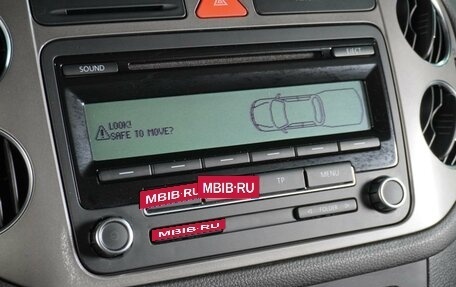 SOUND
EJECT
LOOK!
SAFE TO MOVE?
TP
MENU
MBIB.RU
MBIB.RU
FOLDER
MBIB.RU